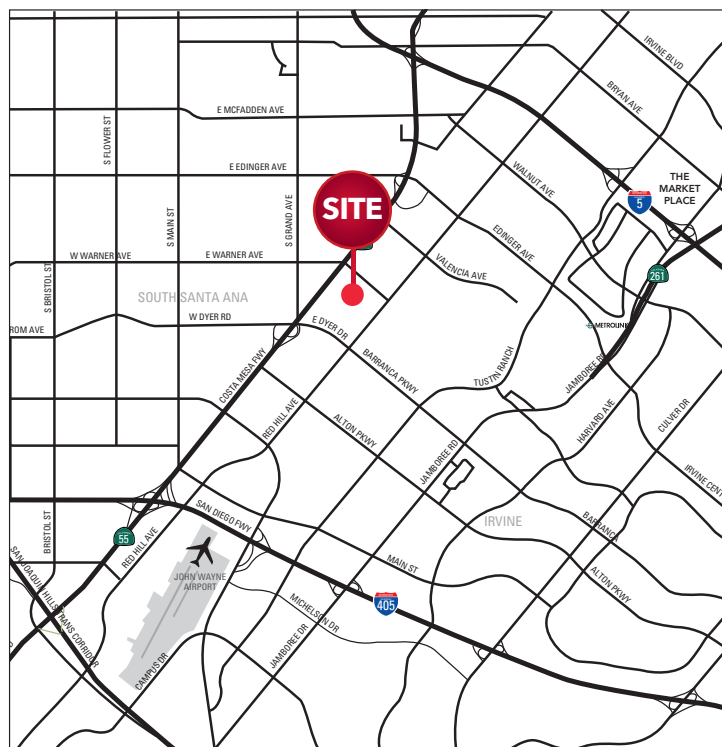 IRVINE BLVD
BRYAN AVE
E MCFADDEN AVE
S FLOWER ST
WALNUT AVE
E EDINGER AVE
THE
MARKET
PLACE
5
SITE
S GRAND AVE
S MAIN ST
EDINGER AVE
W WARNER AVE
E WARNER AVE
VALENCIA AVE
261
S BRISTOL ST
SOUTH SANTA ANA
W DYER RD
E DYER DR
ROM AVE
METROLINK
BARRANCA PKWY
TUSTIN RANCH
JAMBOREE RD
COSTA MESA FWY
RED HILL AVE
ALTON PKWY
HARVARD AVE
CULVER DR
JAMBOREE RD
IRVINE CENT
SAN DIEGO FWY
IRVINE
BARRANCA
BRISTOL ST
55
RED HILL AVE
MAIN ST
ALTON PKWY
JOHN WAYNE
AIRPORT
SAN JOAQUIN HILLS TRANS CORRIDOR
405
MICHELSON DR
JAMBOREE DR
CAMPUS DR